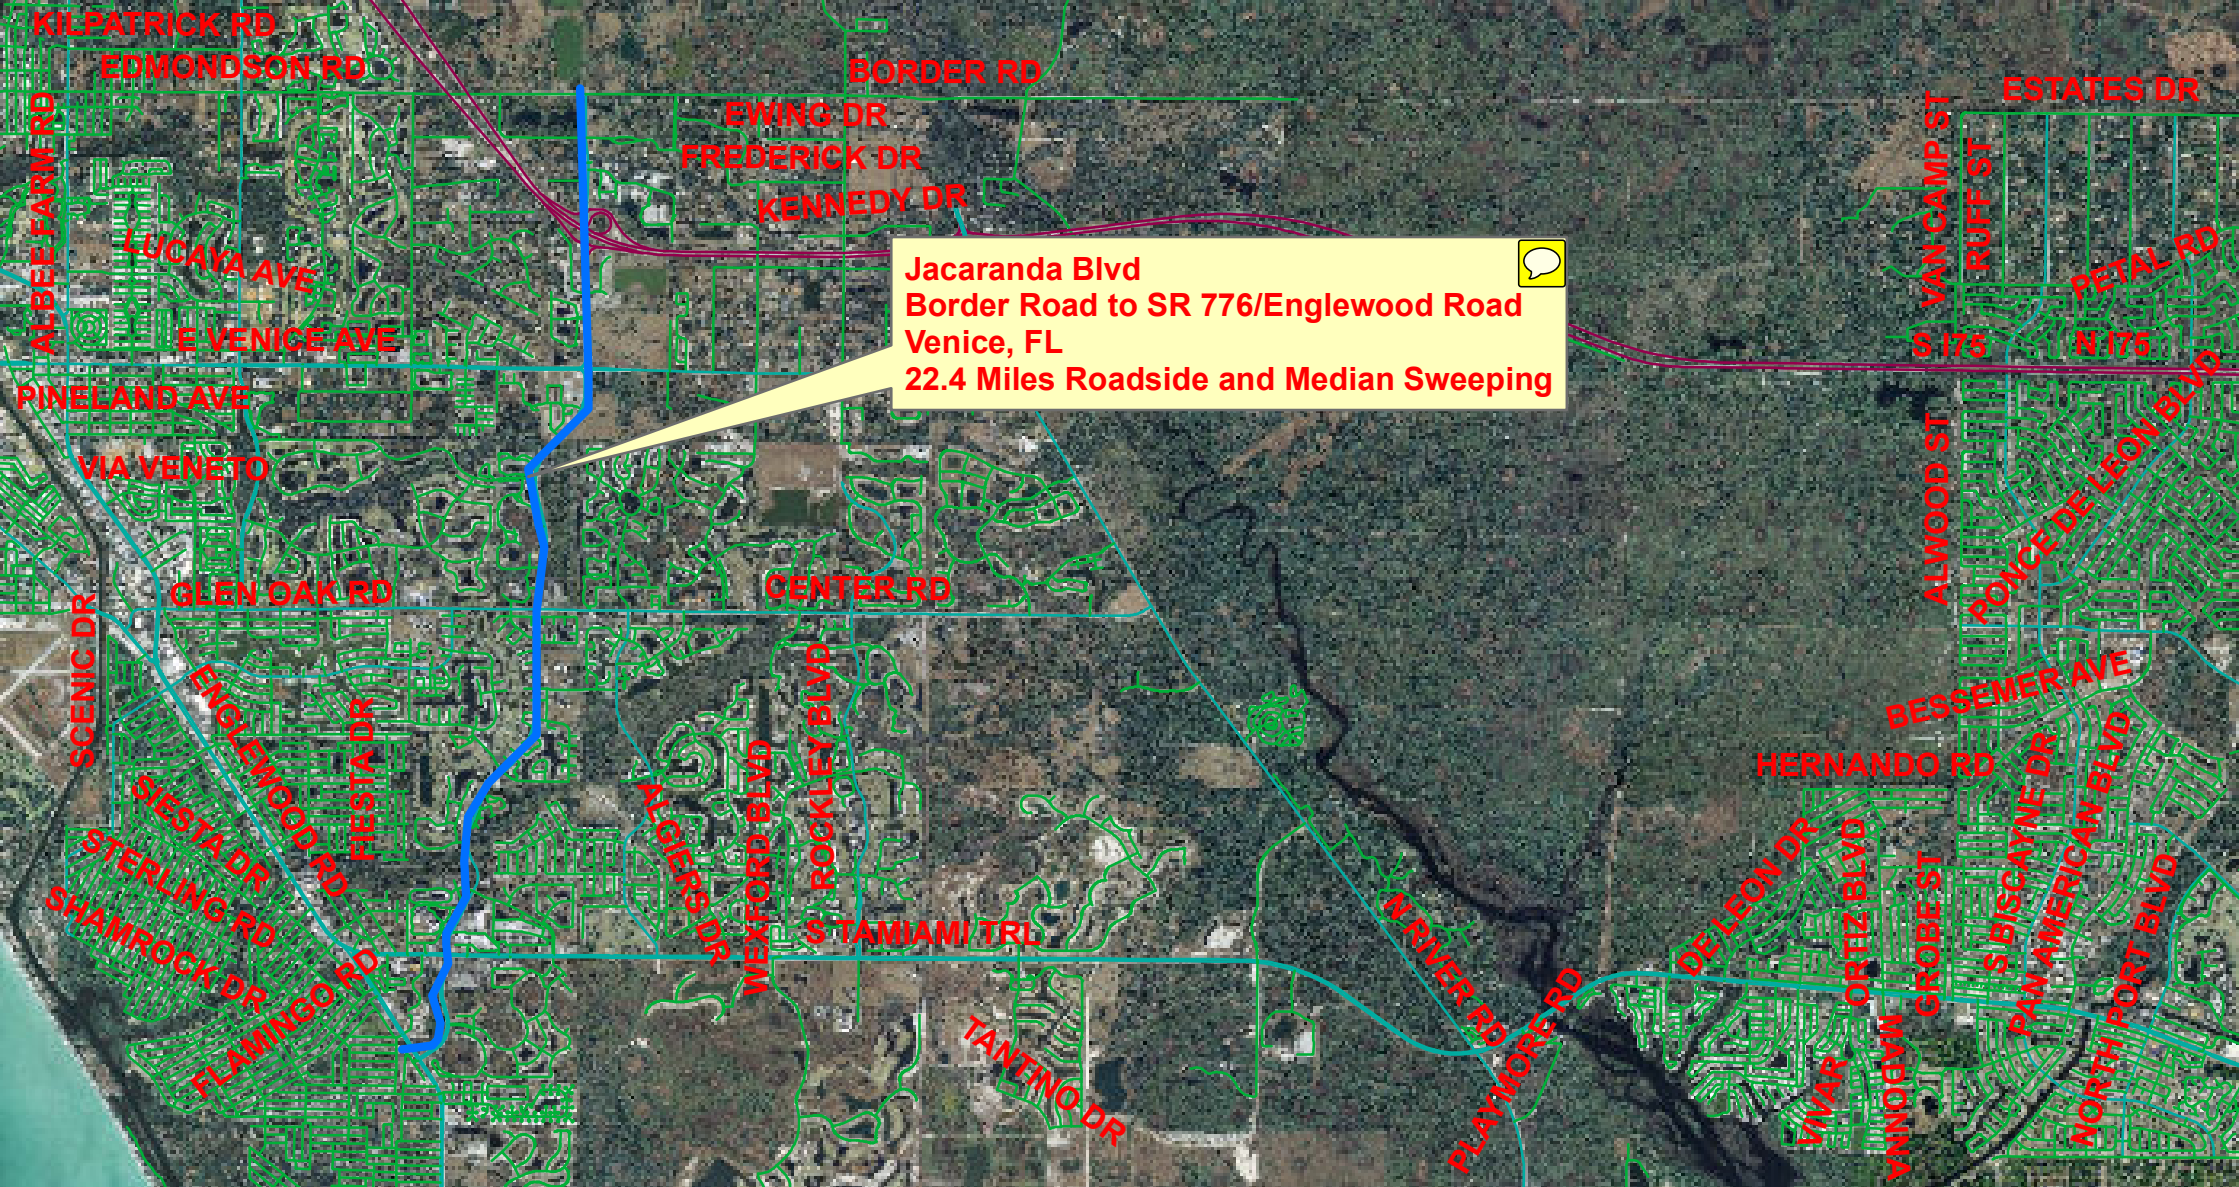 KILPATRICK RD
EDMONDSON RD
BORDER RD
ESTATES DR
ALBEE FARM RD
EWING DR
FREDERICK DR
KENNEDY DR
VAN CAMP ST
RUFF ST
LUCAYA AVE
PETAL RD
Jacaranda Blvd
Border Road to SR 776/Englewood Road
Venice, FL
22.4 Miles Roadside and Median Sweeping
E VENICE AVE
S I75
N I75
PINELAND AVE
VIA VENETO
ALWOOD ST
PONCE DE LEON BLVD
GLEN OAK RD
CENTER RD
SCENIC DR
ENGLEWOOD RD
FIESTA DR
ROCKLEY BLVD
WEXFORD BLVD
ALGIERS DR
BESSEMER AVE
HERNANDO RD
SIESTA DR
STERLING RD
SHAMROCK DR
FLAMINGO RD
S TAMIAMI TRL
N RIVER RD
DE LEON DR
ORTIZ BLVD
GROBE ST
S BISCAYNE DR
PAN AMERICAN BLVD
NORTH PORT BLVD
TANTINO DR
PLAYMORE RD
VIVAR
MADONNA